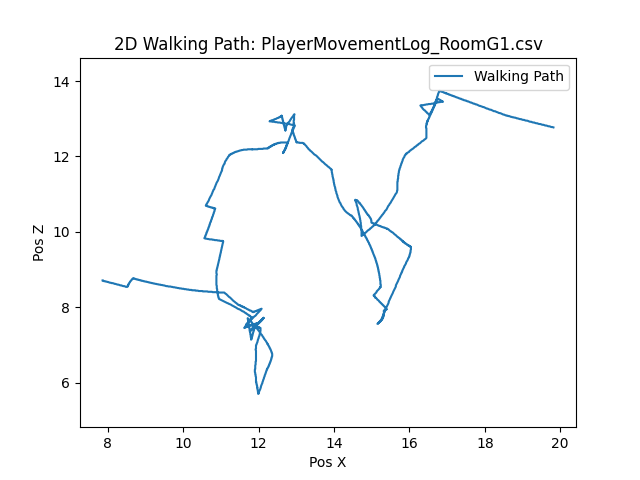 2D Walking Path: PlayerMovementLog_RoomG1.csv
Walking Path
14
12
10
8
6
Pos Z
8 10 12 14 16 18 20
Pos X